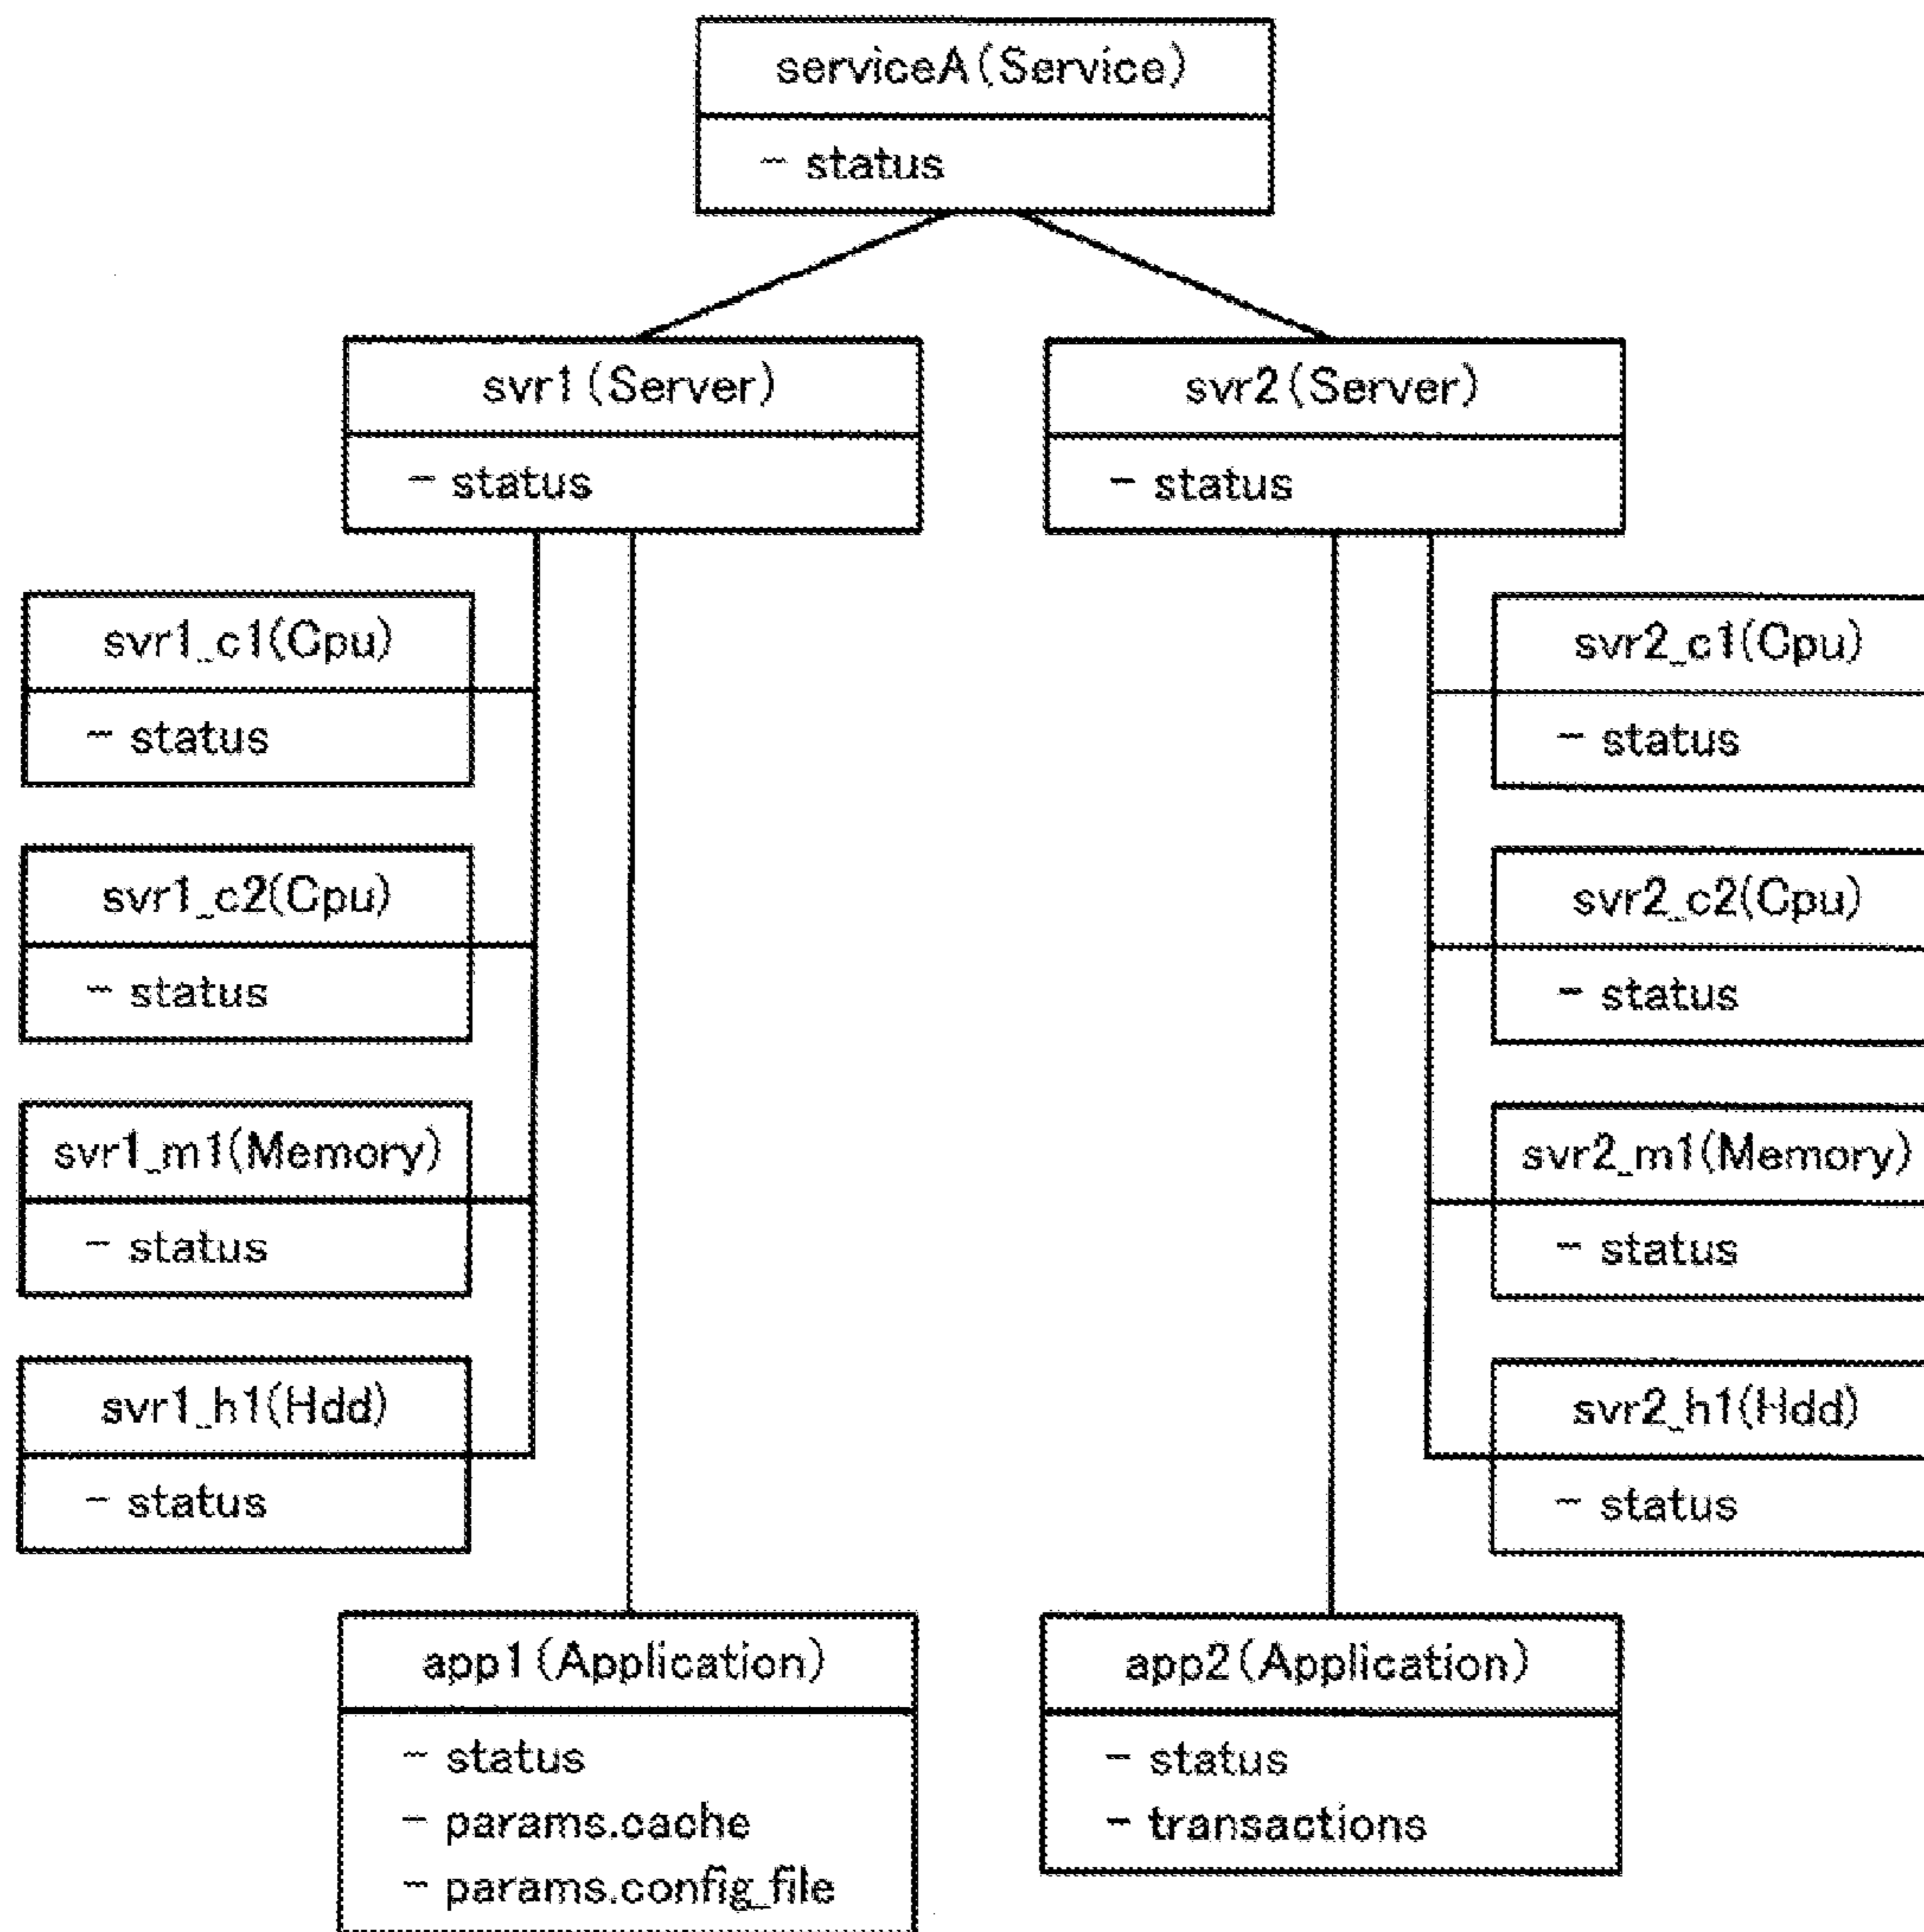 serviceA(Service)
- status
svr1(Server)
- status
svr2(Server)
- status
svr1_c1(Cpu)
- status
svr2_c1(Cpu)
- status
svr1_c2(Cpu)
- status
svr2_c2(Cpu)
- status
svr1_m1(Memory)
- status
svr2_m1(Memory)
- status
svr1_h1(Hdd)
- status
svr2_h1(Hdd)
- status
app1(Application)
- status
- params.cache
- params.config_file
app2(Application)
- status
- transactions